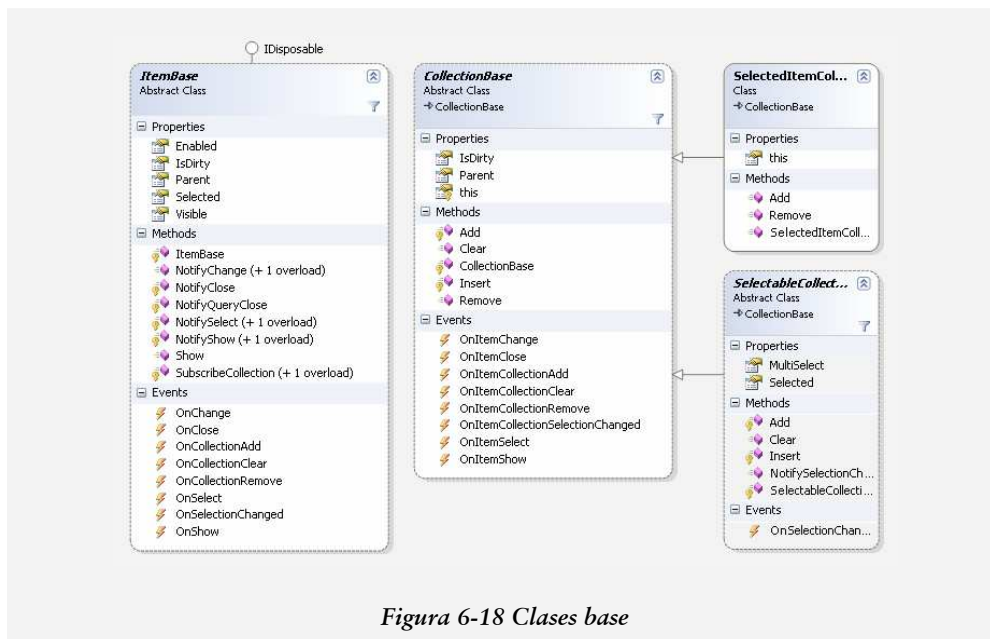 IDisposable
ItemBase
Abstract Class
Properties
Enabled
IsDirty
Parent
Selected
Visible
Methods
ItemBase
NotifyChange (+ 1 overload)
NotifyClose
NotifyQueryClose
NotifySelect (+ 1 overload)
NotifyShow (+ 1 overload)
Show
SubscribeCollection (+ 1 overload)
Events
OnChange
OnClose
OnCollectionAdd
OnCollectionClear
OnCollectionRemove
OnSelect
OnSelectionChanged
OnShow
CollectionBase
Abstract Class
CollectionBase
Properties
IsDirty
Parent
this
Methods
Add
Clear
CollectionBase
Insert
Remove
Events
OnItemChange
OnItemClose
OnItemCollectionAdd
OnItemCollectionClear
OnItemCollectionRemove
OnItemCollectionSelectionChanged
OnItemSelect
OnItemShow
SelectedItemCol...
Class
CollectionBase
Properties
this
Methods
Add
Remove
SelectedItemColl...
SelectableCollect...
Abstract Class
CollectionBase
Properties
MultiSelect
Selected
Methods
Add
Clear
Insert
NotifySelectionCh...
SelectableCollecti...
Events
OnSelectionChan...
Figura 6-18 Clases base